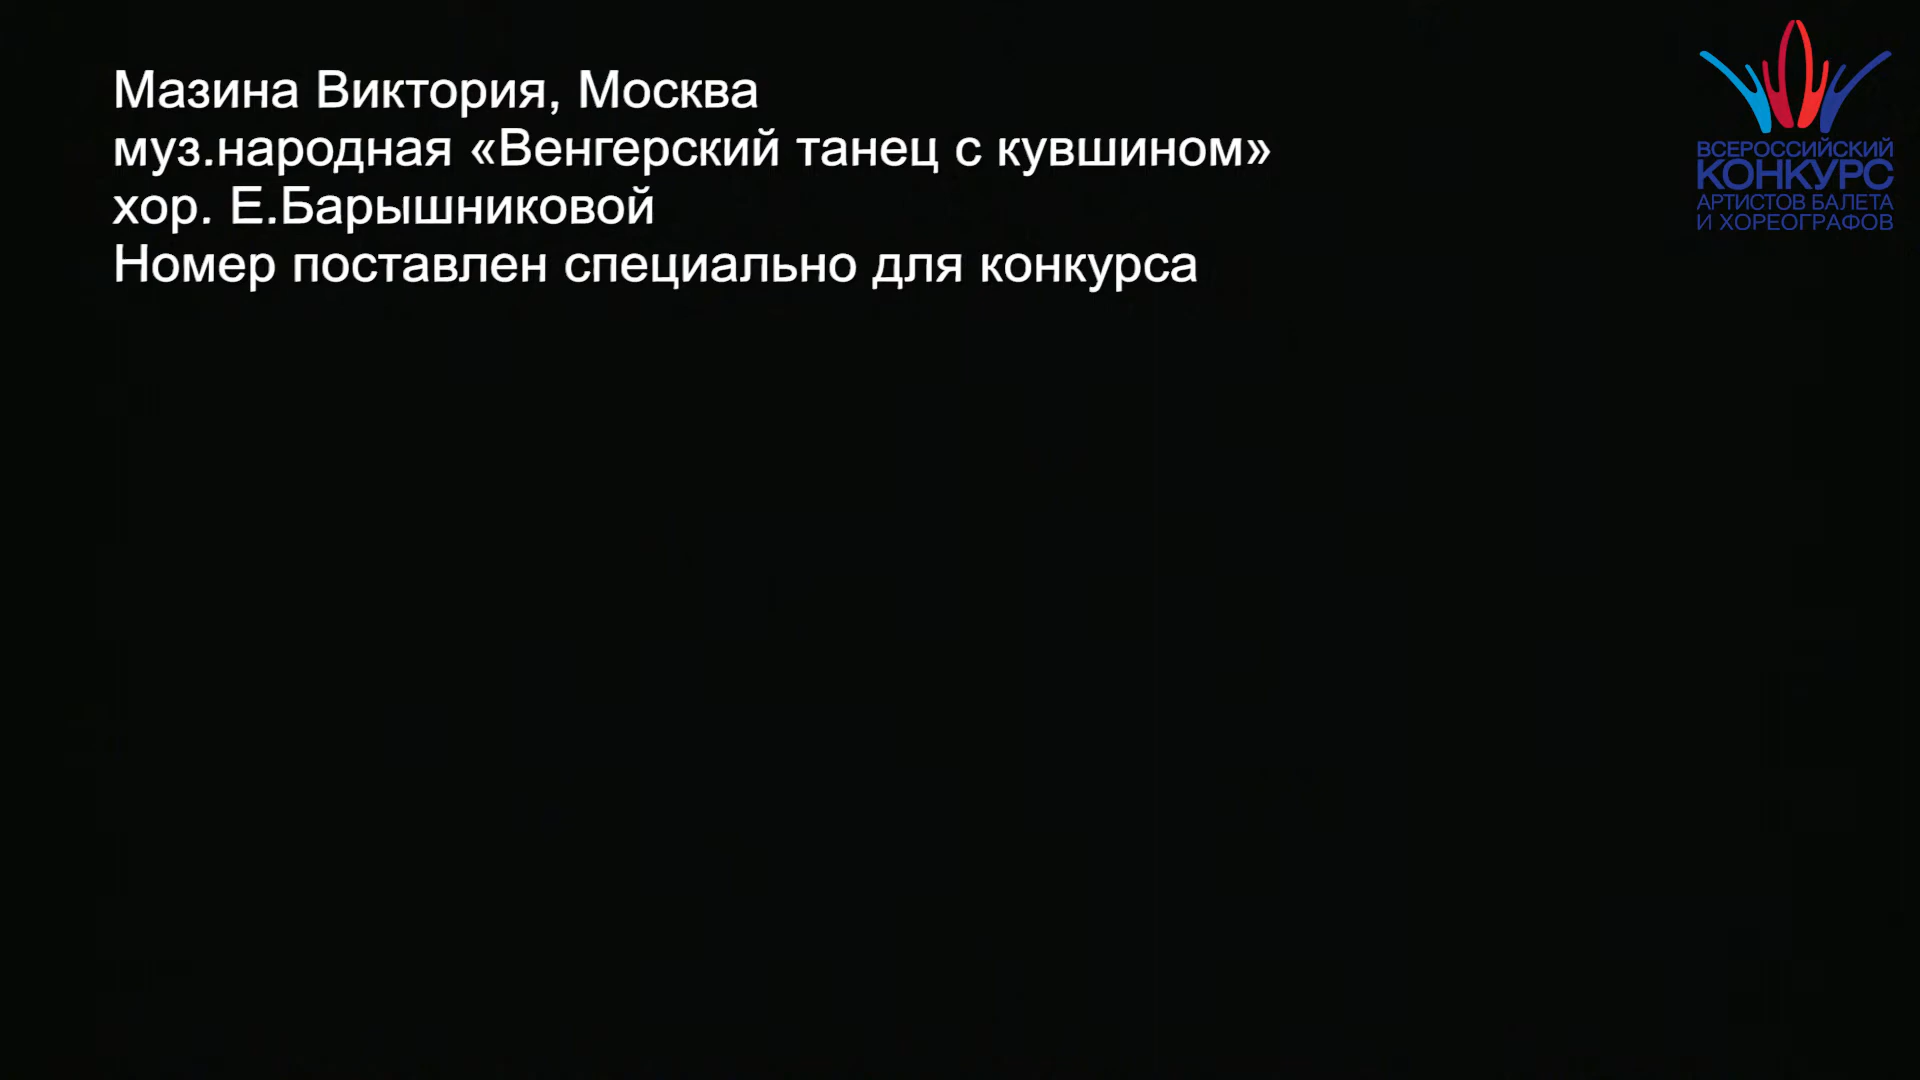 Мазина Виктория, Москва
муз.народная «Венгерский танец с кувшином»
хор. Е.Барышниковой
Номер поставлен специально для конкурса
ВСЕРОССИЙСКИЙ
КОНКУРС
АРТИСТОВ БАЛЕТА
И ХОРЕОГРАФОВ